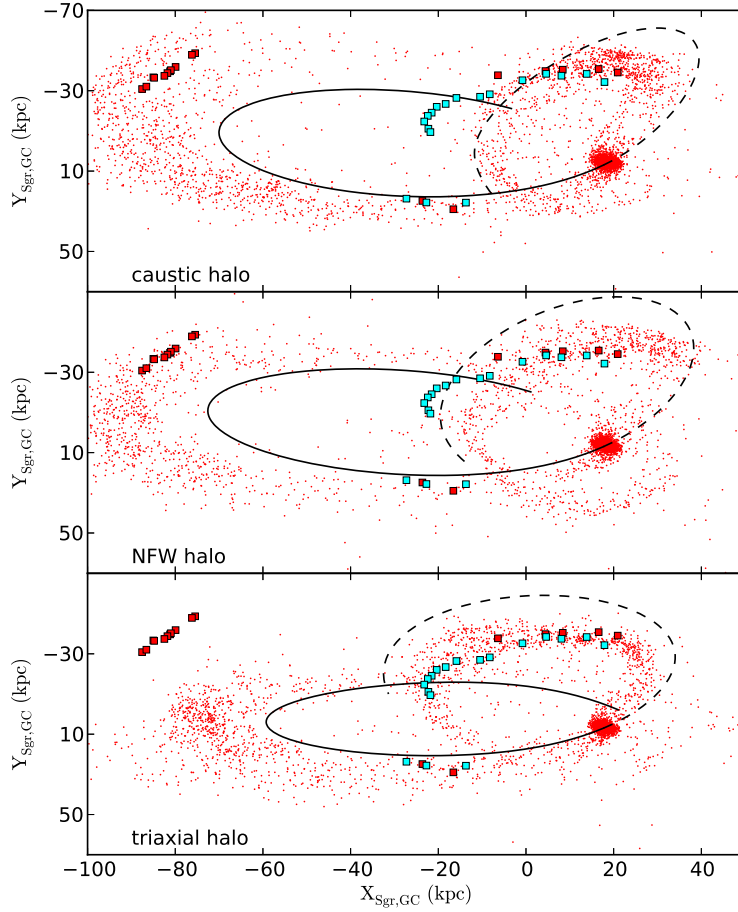 −70
−30
10
50
Y_Sgr,GC (kpc)
caustic halo
−30
10
50
Y_Sgr,GC (kpc)
NFW halo
−30
10
50
Y_Sgr,GC (kpc)
triaxial halo
−100 −80 −60 −40 −20 0 20 40
X_Sgr,GC (kpc)